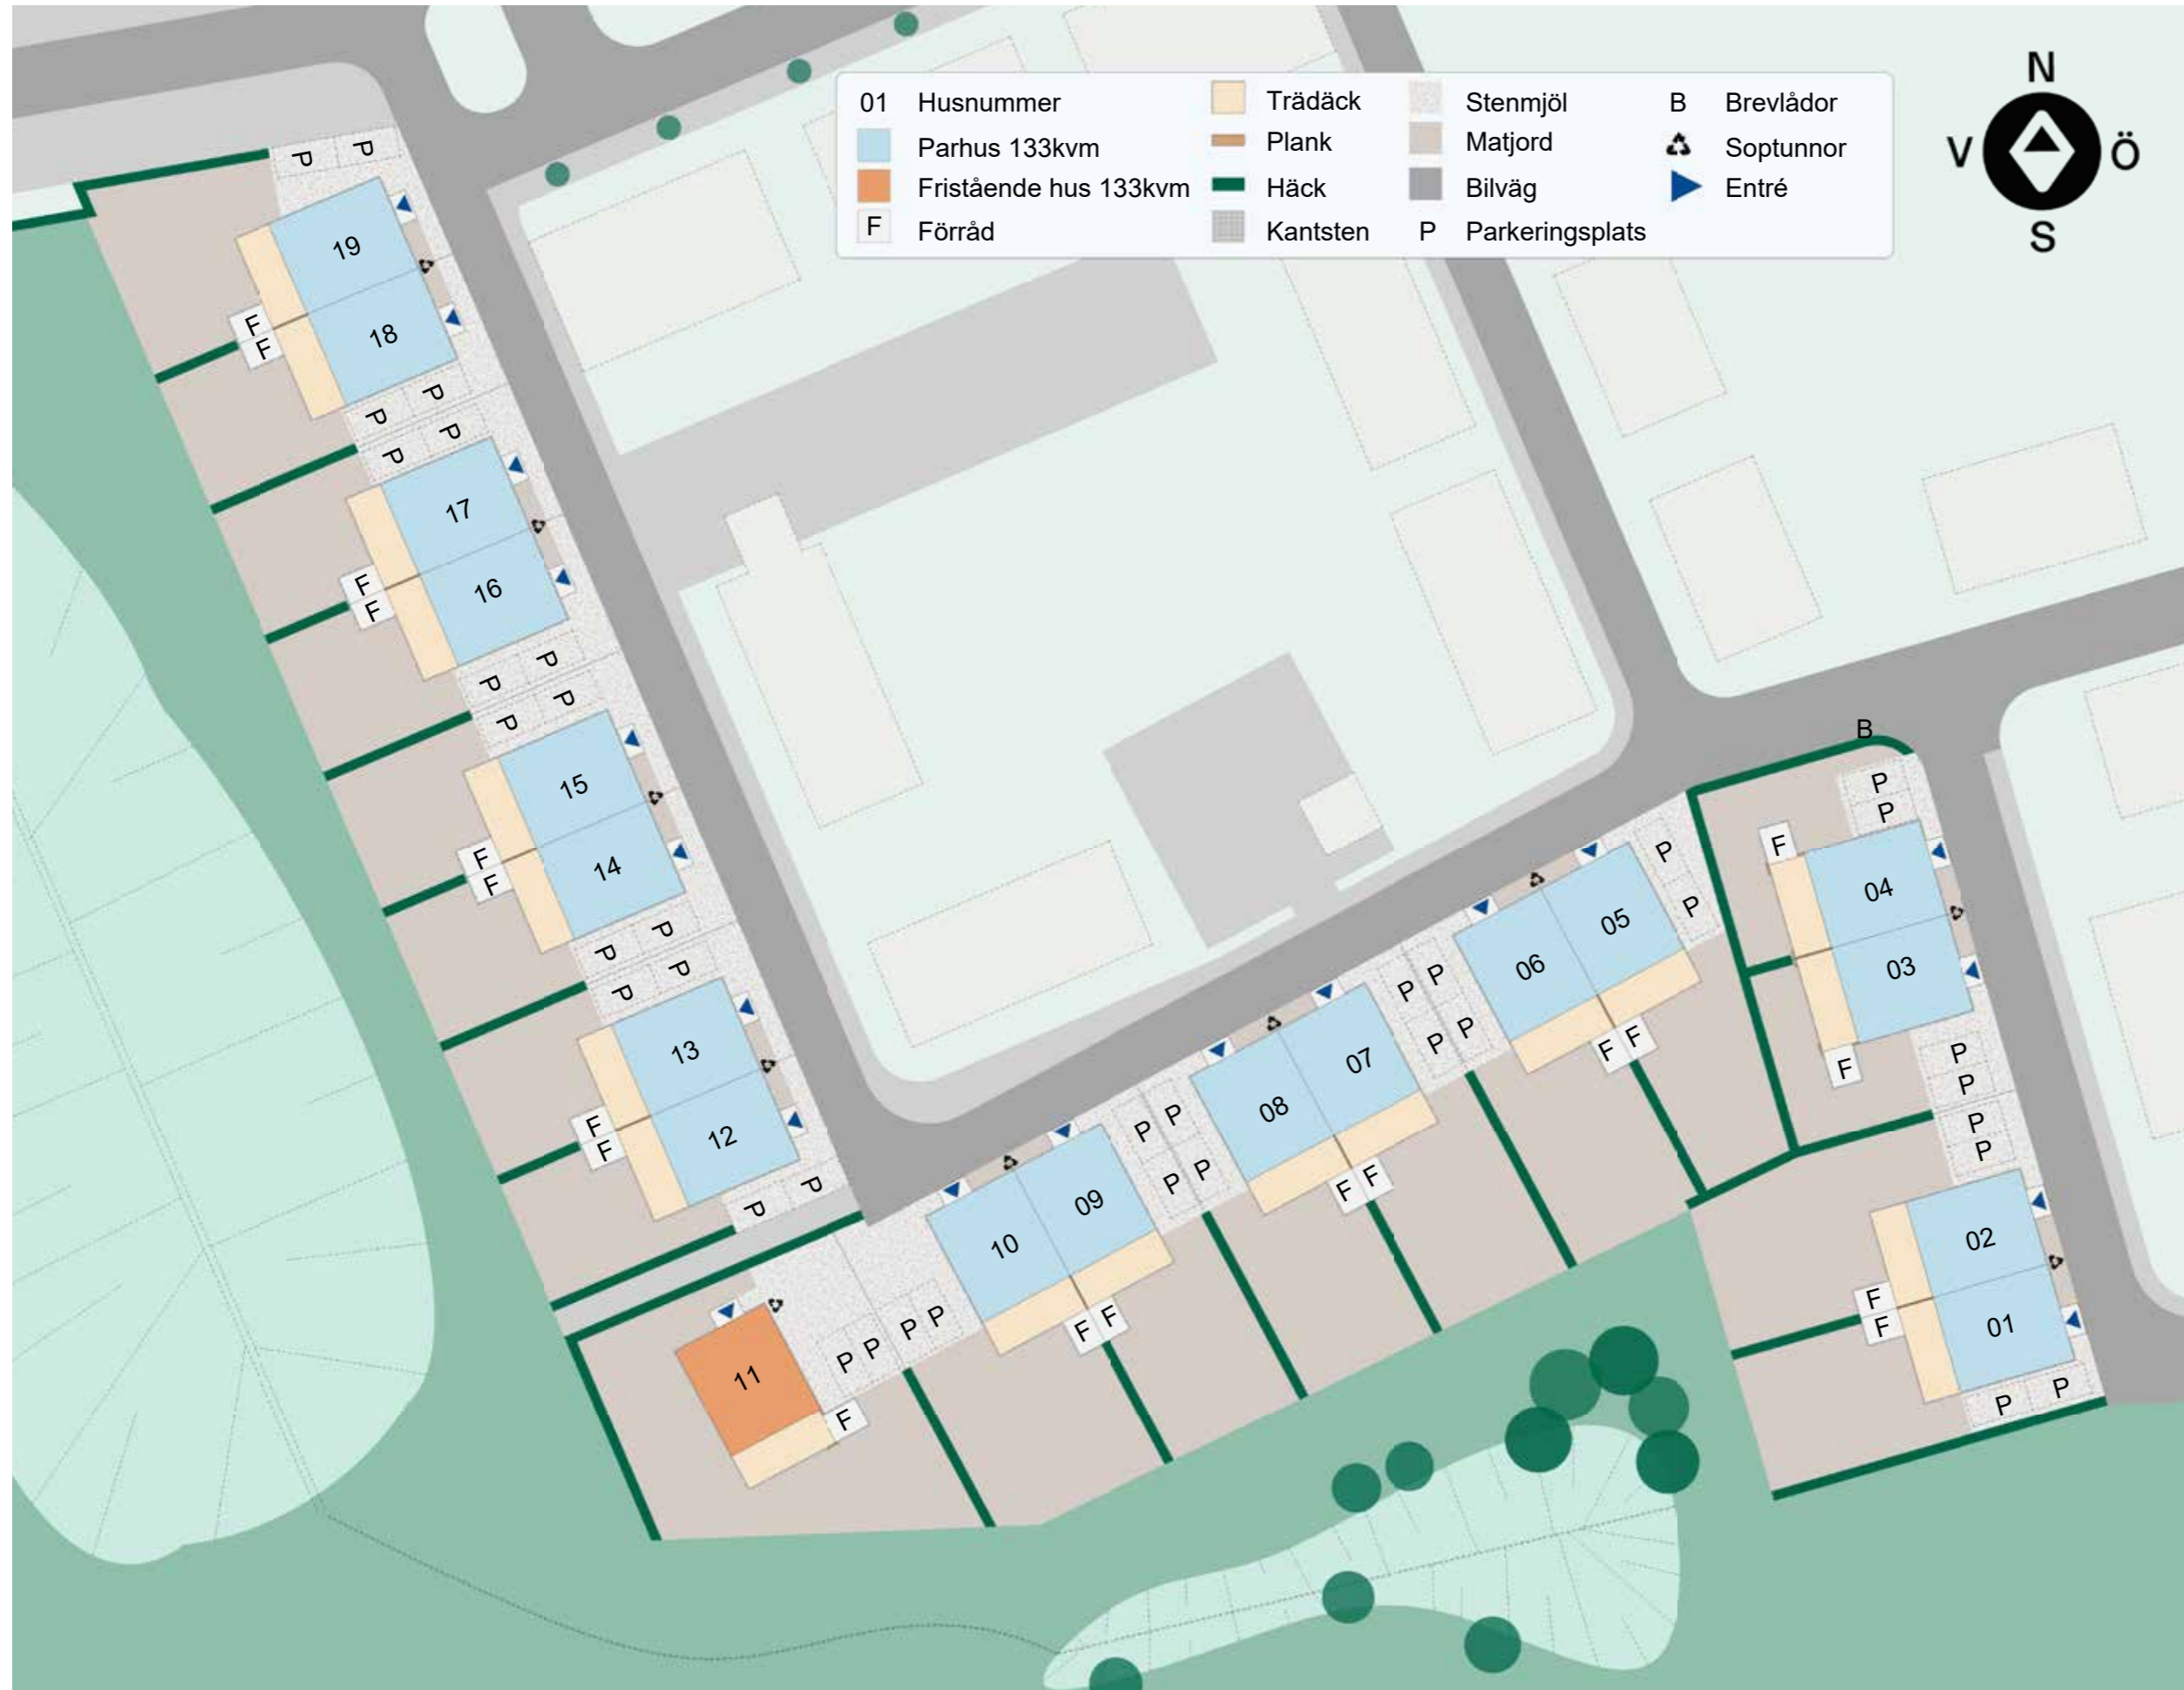 N
V Ö
S
01 Husnummer
Parhus 133kvm
Fristående hus 133kvm
F Förråd
Trädäck
Plank
Häck
Kantsten
Stenmjöl
Matjord
Bilväg
P Parkeringsplats
B Brevlådor
Soptunnor
Entré
P P
19
F
F
18
P P
P P
17
F
F
16
P P
P P
15
F
F
14
P P
P P
13
F
F
12
P P
11
F
P P P P
10 09
F F
P P
P P
08 07
F F
P P
P P
06 05
F F
P
P
B
P
P
F
04
03
F
P
P
P
P
02
F
F
01
P P